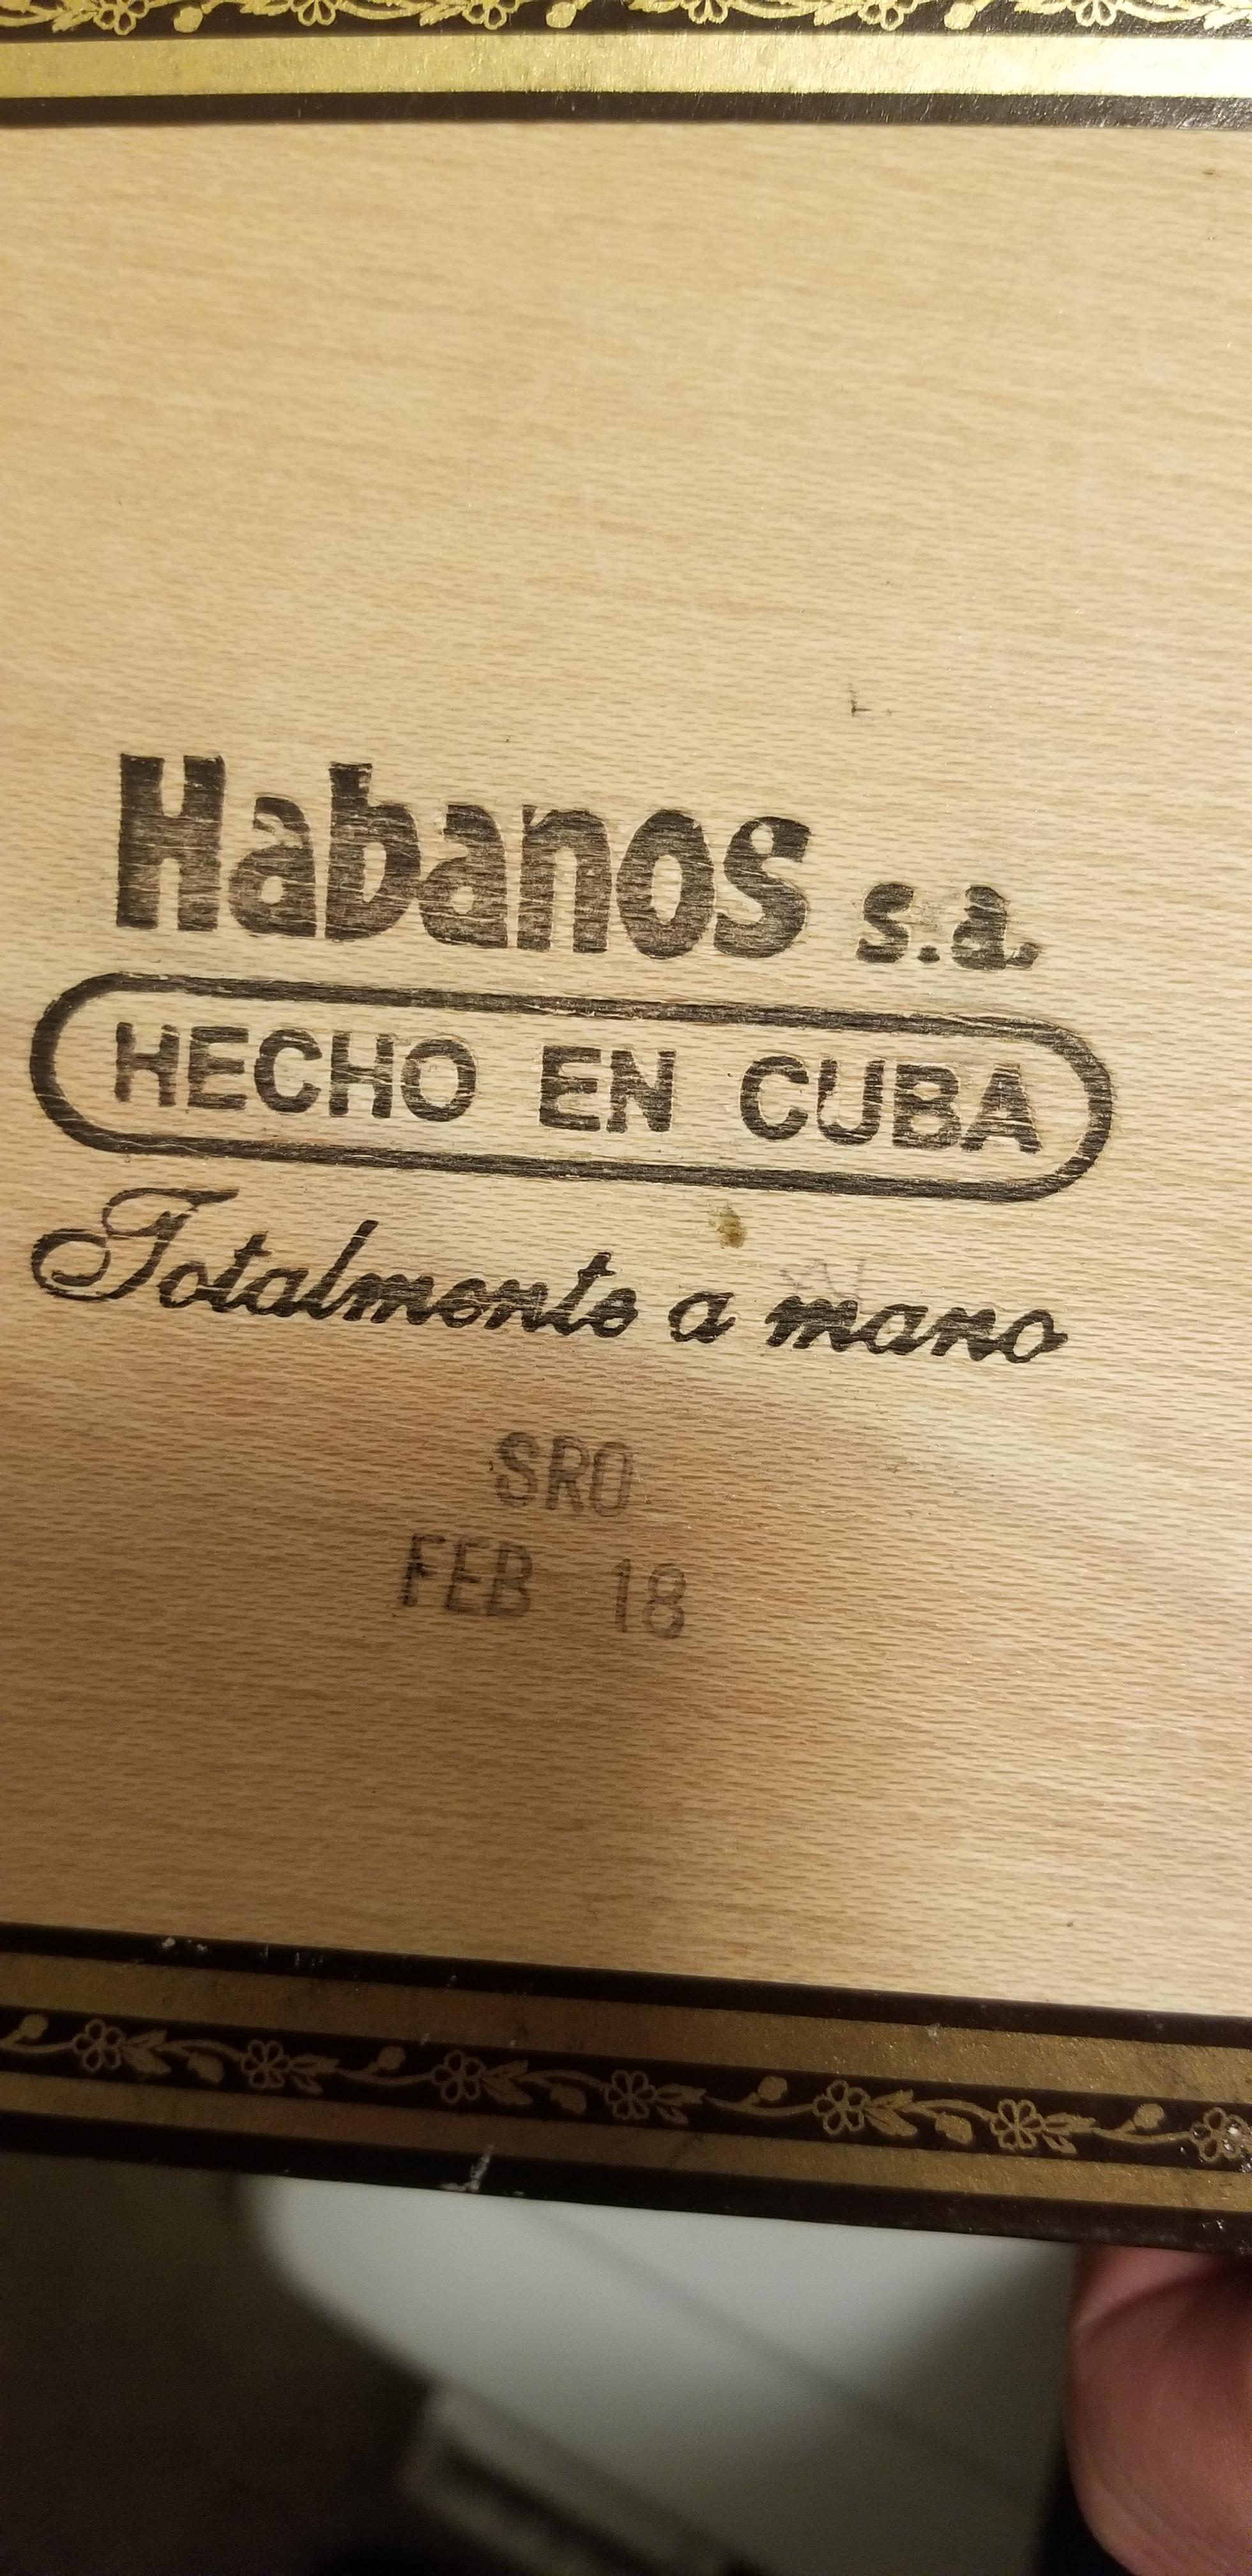 Habanos s.a.
HECHO EN CUBA
Totalmente a mano
SRO
FEB 18